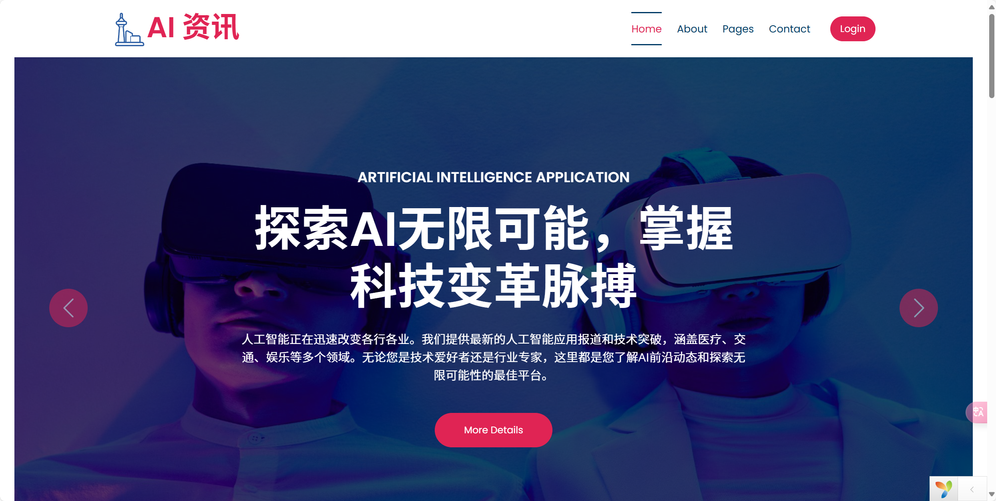 AI 资讯
Home
About
Pages
Contact
Login
ARTIFICIAL INTELLIGENCE APPLICATION
探索AI无限可能，掌握
科技变革脉搏
人工智能正在迅速改变各行各业。我们提供最新的人工智能应用报道和技术突破，涵盖医疗、交
通、娱乐等多个领域。无论您是技术爱好者还是行业专家，这里都是您了解AI前沿动态和探索无
限可能性的最佳平台。
More Details